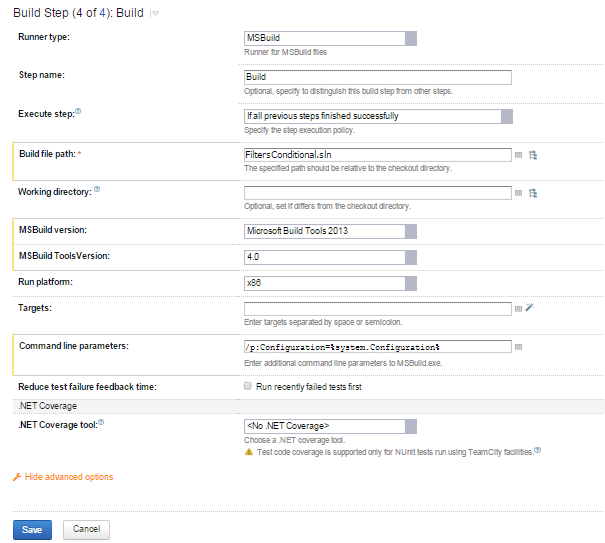 Build Step (4 of 4): Build
Runner type: MSBuild
Runner for MSBuild files
Step name: Build
Optional, specify to distinguish this build step from other steps.
Execute step: If all previous steps finished successfully
Specify the step execution policy.
Build file path: * FiltersConditional.sln
The specified path should be relative to the checkout directory.
Working directory:
Optional, set if differs from the checkout directory.
MSBuild version: Microsoft Build Tools 2013
MSBuild ToolsVersion: 4.0
Run platform: x86
Targets:
Enter targets separated by space or semicolon.
Command line parameters: /p:Configuration=%system.Configuration%
Enter additional command line parameters to MSBuild.exe.
Reduce test failure feedback time: Run recently failed tests first
.NET Coverage
.NET Coverage tool: <No .NET Coverage>
Choose a .NET coverage tool.
Test code coverage is supported only for NUnit tests run using TeamCity facilities.
Hide advanced options
Save Cancel